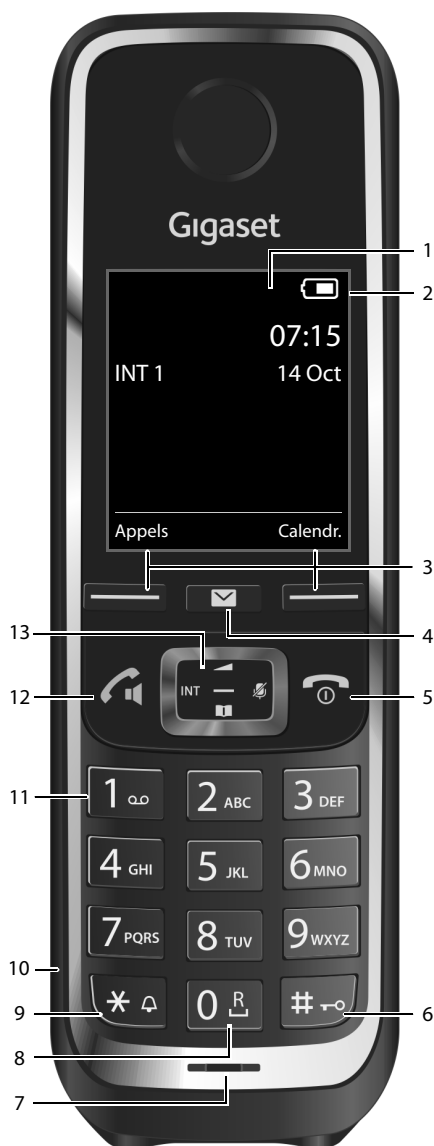 Gigaset
1
2
07:15
INT 1 14 Oct
Appels Calendr.
3
4
13
INT
12
5
11
1 2 ABC 3 DEF
4 GHI 5 JKL 6 MNO
7 PQRS 8 TUV 9 WXYZ
10
* 0 R #
9
6
8
7